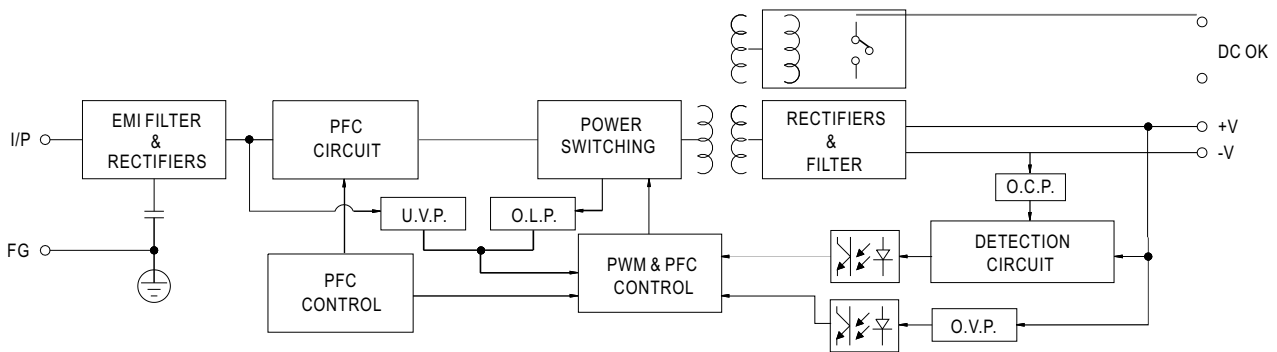 DC OK
I/P
EMI FILTER
&
RECTIFIERS
PFC
CIRCUIT
POWER
SWITCHING
RECTIFIERS
&
FILTER
+V
-V
O.C.P.
U.V.P.
O.L.P.
FG
DETECTION
CIRCUIT
PFC
CONTROL
PWM & PFC
CONTROL
O.V.P.